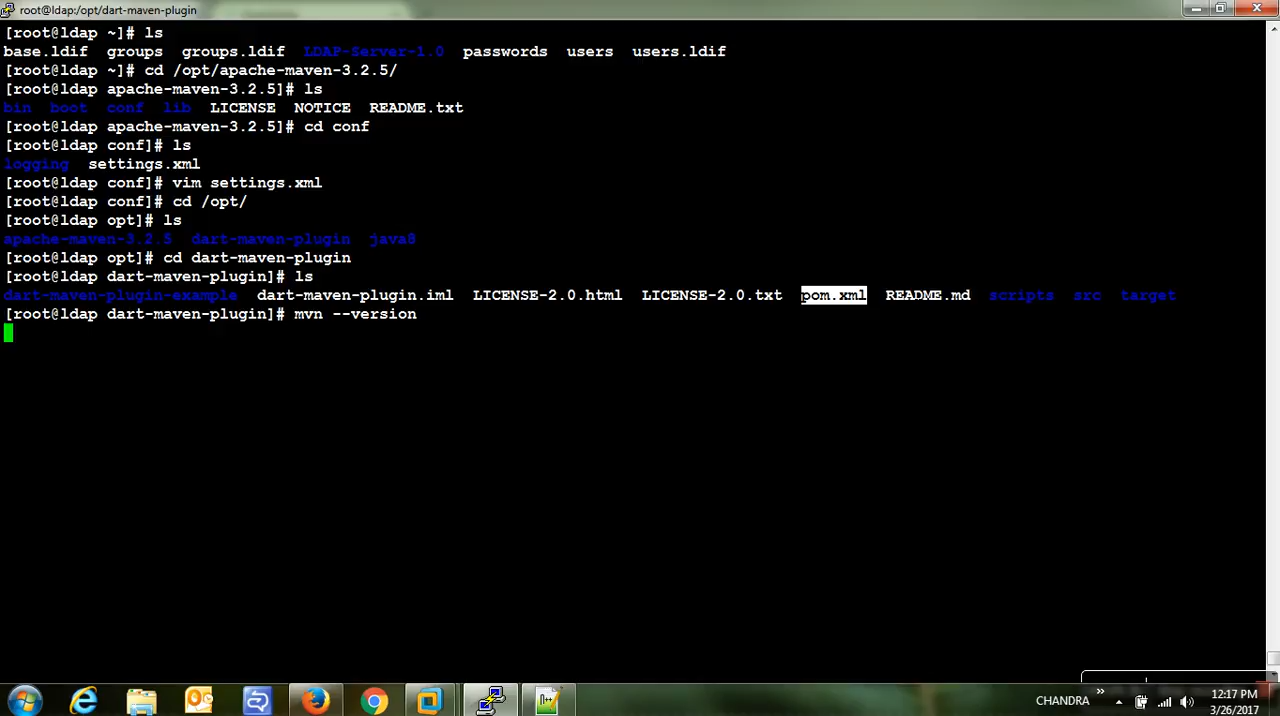 root@ldap:/opt/dart-maven-plugin
[root@ldap ~]# ls
base.ldif groups groups.ldif LDAP-Server-1.0 passwords users users.ldif
[root@ldap ~]# cd /opt/apache-maven-3.2.5/
[root@ldap apache-maven-3.2.5]# ls
bin boot conf lib LICENSE NOTICE README.txt
[root@ldap apache-maven-3.2.5]# cd conf
[root@ldap conf]# ls
logging settings.xml
[root@ldap conf]# vim settings.xml
[root@ldap conf]# cd /opt/
[root@ldap opt]# ls
apache-maven-3.2.5 dart-maven-plugin java8
[root@ldap opt]# cd dart-maven-plugin
[root@ldap dart-maven-plugin]# ls
dart-maven-plugin-example dart-maven-plugin.iml LICENSE-2.0.html LICENSE-2.0.txt pom.xml README.md scripts src target
[root@ldap dart-maven-plugin]# mvn --version
CHANDRA
12:17 PM
3/26/2017